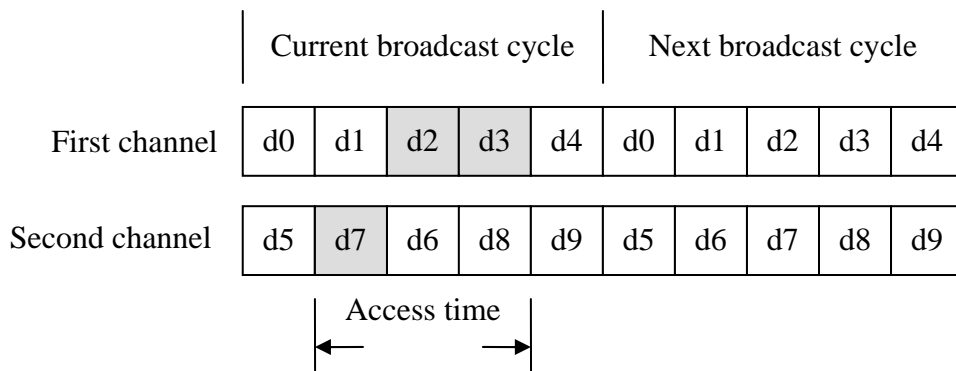 Current broadcast cycle Next broadcast cycle
First channel d0 d1 d2 d3 d4 d0 d1 d2 d3 d4
Second channel d5 d7 d6 d8 d9 d5 d6 d7 d8 d9
Access time